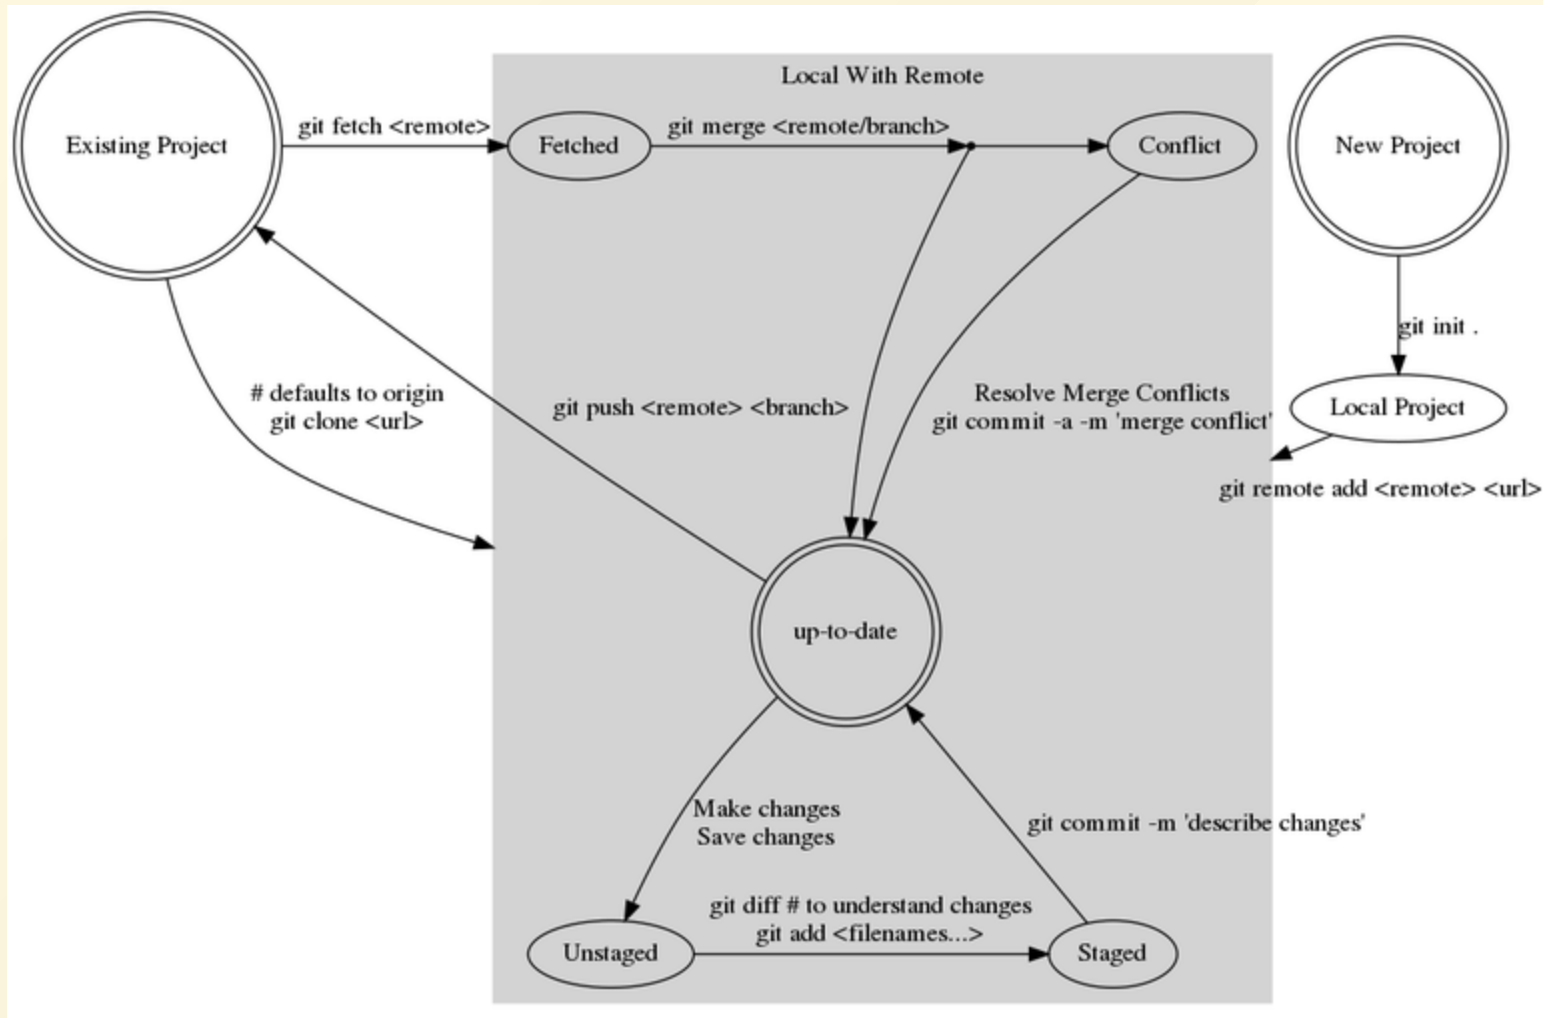 Local With Remote
Existing Project
git fetch <remote>
Fetched
git merge <remote/branch>
Conflict
New Project
git init .
# defaults to origin
git clone <url>
git push <remote> <branch>
Resolve Merge Conflicts
git commit -a -m 'merge conflict'
Local Project
git remote add <remote> <url>
up-to-date
Make changes
Save changes
git commit -m 'describe changes'
git diff # to understand changes
git add <filenames...>
Unstaged
Staged